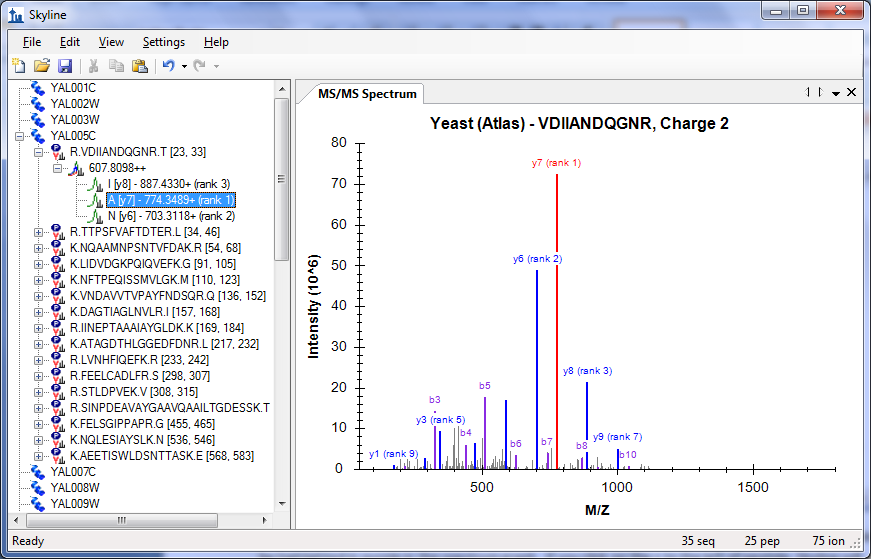 Skyline
File Edit View Settings Help
YAL001C
YAL002W
YAL003W
YAL005C
R.VDIIANDQGNR.T [23, 33]
607.8098++
I [y8] - 887.4330+ (rank 3)
A [y7] - 774.3489+ (rank 1)
N [y6] - 703.3118+ (rank 2)
R.TTPSFVAFTDTER.L [34, 46]
K.NQAAMNPSNTVFDAK.R [54, 68]
K.LIDVDGKPQIQVEFK.G [91, 105]
K.NFTPEQISSMVLGK.M [110, 123]
K.VNDAVVTVPAYFNDSQR.Q [136, 152]
K.DAGTIAGLNVLR.I [157, 168]
R.IINEPTAAAIAYGLDK.K [169, 184]
K.ATAGDTHLGGEDFDNR.L [217, 232]
R.LVNHFIQEFK.R [233, 242]
R.FEELCADLFR.S [298, 307]
R.STLDPVEK.V [308, 315]
R.SINPDEAVAYGAAVQAAILTGDESSK.T
K.FELSGIPPAPR.G [455, 465]
K.NQLESIAYSLK.N [536, 546]
K.AEETISWLDSNTTASK.E [568, 583]
YAL007C
YAL008W
YAL009W
MS/MS Spectrum
Yeast (Atlas) - VDIIANDQGNR, Charge 2
Intensity (10^6)
80
70
60
50
40
30
20
10
0
y7 (rank 1)
y6 (rank 2)
y8 (rank 3)
b5
b3
y3 (rank 5)
b4
b6
b7
b8
y9 (rank 7)
b10
y1 (rank 9)
500 1000 1500
M/Z
Ready 35 seq 25 pep 75 ion